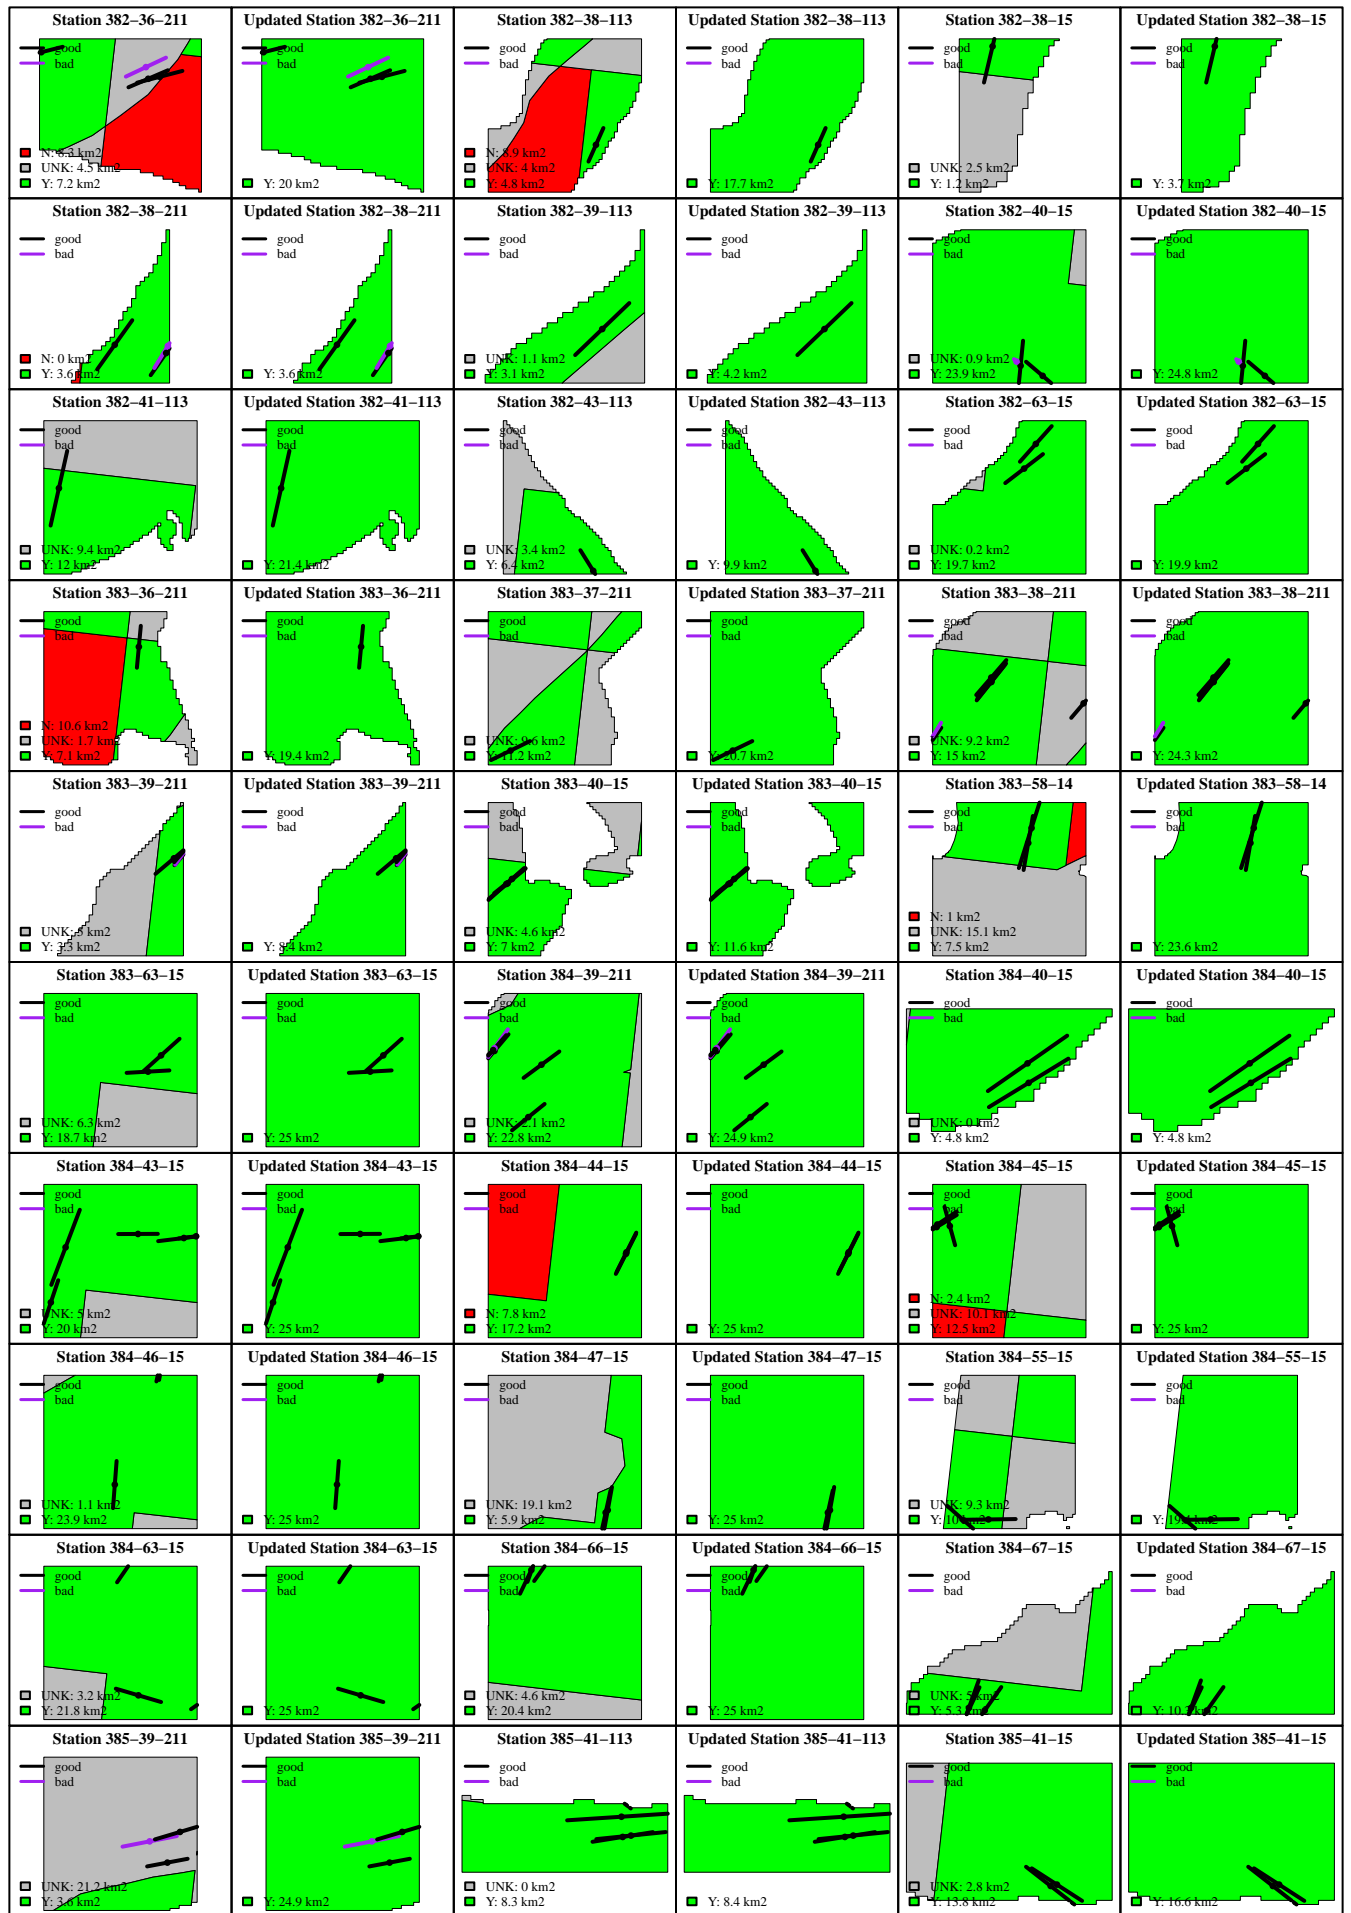 Station 382−36−211
good
bad
N: 8.3 km2
UNK: 4.5 km2
Y: 7.2 km2
Updated Station 382−36−211
good
bad
Y: 20 km2
Station 382−38−113
good
bad
N: 8.9 km2
UNK: 4 km2
Y: 4.8 km2
Updated Station 382−38−113
good
bad
Y: 17.7 km2
Station 382−38−15
good
bad
UNK: 2.5 km2
Y: 1.2 km2
Updated Station 382−38−15
good
bad
Y: 3.7 km2
Station 382−38−211
good
bad
N: 0 km2
Y: 3.6 km2
Updated Station 382−38−211
good
bad
Y: 3.6 km2
Station 382−39−113
good
bad
UNK: 1.1 km2
Y: 3.1 km2
Updated Station 382−39−113
good
bad
Y: 4.2 km2
Station 382−40−15
good
bad
UNK: 0.9 km2
Y: 23.9 km2
Updated Station 382−40−15
good
bad
Y: 24.8 km2
Station 382−41−113
good
bad
UNK: 9.4 km2
Y: 12 km2
Updated Station 382−41−113
good
bad
Y: 21.4 km2
Station 382−43−113
good
bad
UNK: 3.4 km2
Y: 6.4 km2
Updated Station 382−43−113
good
bad
Y: 9.9 km2
Station 382−63−15
good
bad
UNK: 0.2 km2
Y: 19.7 km2
Updated Station 382−63−15
good
bad
Y: 19.9 km2
Station 383−36−211
good
bad
N: 10.6 km2
UNK: 1.7 km2
Y: 7.1 km2
Updated Station 383−36−211
good
bad
Y: 19.4 km2
Station 383−37−211
good
bad
UNK: 9.6 km2
Y: 11.2 km2
Updated Station 383−37−211
good
bad
Y: 20.7 km2
Station 383−38−211
good
bad
UNK: 9.2 km2
Y: 15 km2
Updated Station 383−38−211
good
bad
Y: 24.3 km2
Station 383−39−211
good
bad
UNK: 5 km2
Y: 3.3 km2
Updated Station 383−39−211
good
bad
Y: 8.4 km2
Station 383−40−15
good
bad
UNK: 4.6 km2
Y: 7 km2
Updated Station 383−40−15
good
bad
Y: 11.6 km2
Station 383−58−14
good
bad
N: 1 km2
UNK: 15.1 km2
Y: 7.5 km2
Updated Station 383−58−14
good
bad
Y: 23.6 km2
Station 383−63−15
good
bad
UNK: 6.3 km2
Y: 18.7 km2
Updated Station 383−63−15
good
bad
Y: 25 km2
Station 384−39−211
good
bad
UNK: 2.1 km2
Y: 22.8 km2
Updated Station 384−39−211
good
bad
Y: 24.9 km2
Station 384−40−15
good
bad
UNK: 0 km2
Y: 4.8 km2
Updated Station 384−40−15
good
bad
Y: 4.8 km2
Station 384−43−15
good
bad
UNK: 5 km2
Y: 20 km2
Updated Station 384−43−15
good
bad
Y: 25 km2
Station 384−44−15
good
bad
N: 7.8 km2
Y: 17.2 km2
Updated Station 384−44−15
good
bad
Y: 25 km2
Station 384−45−15
good
bad
N: 2.4 km2
UNK: 10.1 km2
Y: 12.5 km2
Updated Station 384−45−15
good
bad
Y: 25 km2
Station 384−46−15
good
bad
UNK: 1.1 km2
Y: 23.9 km2
Updated Station 384−46−15
good
bad
Y: 25 km2
Station 384−47−15
good
bad
UNK: 19.1 km2
Y: 5.9 km2
Updated Station 384−47−15
good
bad
Y: 25 km2
Station 384−55−15
good
bad
UNK: 9.3 km2
Y: km2
Updated Station 384−55−15
good
bad
Y: km2
Station 384−63−15
good
bad
UNK: 3.2 km2
Y: 21.8 km2
Updated Station 384−63−15
good
bad
Y: 25 km2
Station 384−66−15
good
bad
UNK: 4.6 km2
Y: 20.4 km2
Updated Station 384−66−15
good
bad
Y: 25 km2
Station 384−67−15
good
bad
UNK: 5 km2
Y: 5.3 km2
Updated Station 384−67−15
good
bad
Y: km2
Station 385−39−211
good
bad
UNK: 21.2 km2
Y: 3.6 km2
Updated Station 385−39−211
good
bad
Y: 24.9 km2
Station 385−41−113
good
bad
UNK: 0 km2
Y: 8.3 km2
Updated Station 385−41−113
good
bad
Y: 8.4 km2
Station 385−41−15
good
bad
UNK: 2.8 km2
Y: 13.8 km2
Updated Station 385−41−15
good
bad
Y: 16.6 km2